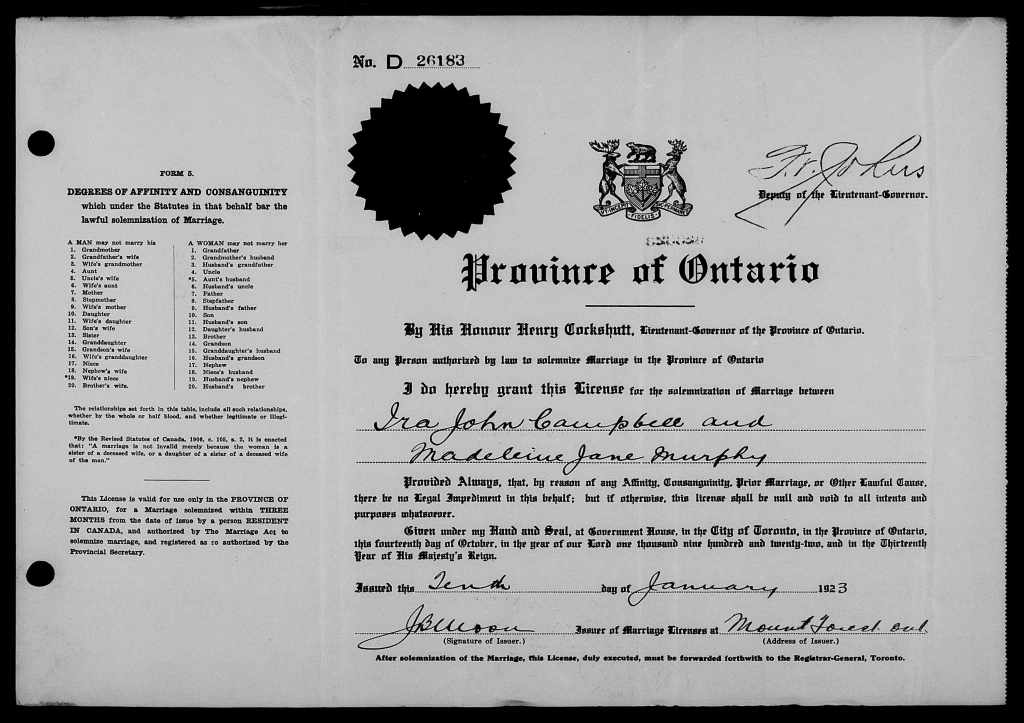 No. D 26183
FORM 5.
DEGREES OF AFFINITY AND CONSANGUINITY
which under the Statutes in that behalf bar the
lawful solemnization of Marriage.
A MAN may not marry his
1. Grandmother
2. Grandfather's wife
3. Wife's grandmother
4. Aunt
5. Uncle's wife
6. Wife's aunt
7. Mother
8. Stepmother
9. Wife's mother
10. Daughter
11. Wife's daughter
12. Son's wife
13. Sister
14. Granddaughter
15. Grandson's wife
16. Wife's granddaughter
17. Niece
18. Nephew's wife
*19. Wife's niece
20. Brother's wife.
A WOMAN may not marry her
1. Grandfather
2. Grandmother's husband
3. Husband's grandfather
4. Uncle
*5. Aunt's husband
6. Husband's uncle
7. Father
8. Stepfather
9. Husband's father
10. Son
11. Husband's son
12. Daughter's husband
13. Brother
14. Grandson
15. Granddaughter's husband
16. Husband's grandson
17. Nephew
18. Niece's husband
19. Husband's nephew
20. Husband's brother
The relationships set forth in this table, include all such relationships,
whether by the whole or half blood, and whether legitimate or illegi-
timate.
*By the Revised Statutes of Canada, 1906, c. 105, s. 2, it is enacted
that: "A marriage is not invalid merely because the woman is a
sister of a deceased wife, or a daughter of a sister of a deceased wife
of the man."
This License is valid for use only in the PROVINCE OF
ONTARIO, for a Marriage solemnized within THREE
MONTHS from the date of issue by a person RESIDENT
IN CANADA, and authorized by The Marriage Act to
solemnize marriage, and registered as so authorized by the
Provincial Secretary.
Deputy of the Lieutenant-Governor.
Province of Ontario
By His Honour Henry Cockshutt, Lieutenant-Governor of the Province of Ontario.
To any Person authorized by law to solemnize Marriage in the Province of Ontario
I do hereby grant this License for the solemnization of Marriage between
Ira John Campbell and
Madeleine Jane Murphy
Provided Always, that, by reason of any Affinity, Consanguinity, Prior Marriage, or Other Lawful Cause,
there be no Legal Impediment in this behalf; but if otherwise, this license shall be null and void to all intents and
purposes whatsoever.
Given under my Hand and Seal, at Government House, in the City of Toronto, in the Province of Ontario,
this fourteenth day of October, in the year of our Lord one thousand nine hundred and twenty-two, and in the Thirteenth
Year of His Majesty's Reign.
Issued this Tenth day of January 1923
Issuer of Marriage Licenses at Mount Forest Ont
(Signature of Issuer.) (Address of Issuer.)
After solemnization of the Marriage, this License, duly executed, must be forwarded forthwith to the Registrar-General, Toronto.